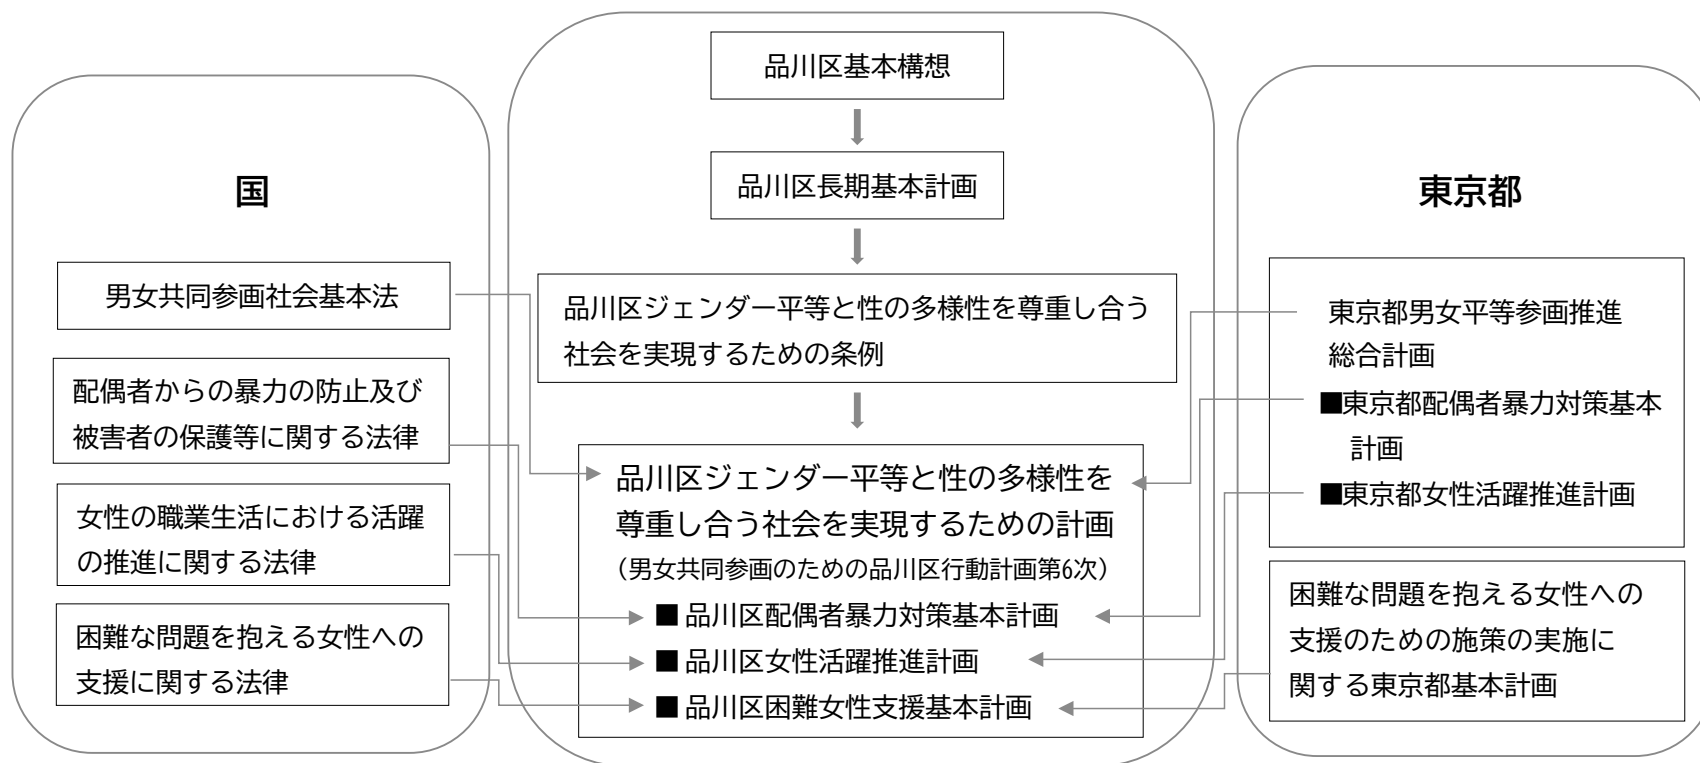 国
男女共同参画社会基本法
配偶者からの暴力の防止及び
被害者の保護等に関する法律
女性の職業生活における活躍
の推進に関する法律
困難な問題を抱える女性への
支援に関する法律
品川区基本構想
品川区長期基本計画
品川区ジェンダー平等と性の多様性を尊重し合う
社会を実現するための条例
品川区ジェンダー平等と性の多様性を
尊重し合う社会を実現するための計画
（男女共同参画のための品川区行動計画第6次）
■ 品川区配偶者暴力対策基本計画
■ 品川区女性活躍推進計画
■ 品川区困難女性支援基本計画
東京都
東京都男女平等参画推進
総合計画
■東京都配偶者暴力対策基本
計画
■東京都女性活躍推進計画
困難な問題を抱える女性への
支援のための施策の実施に
関する東京都基本計画